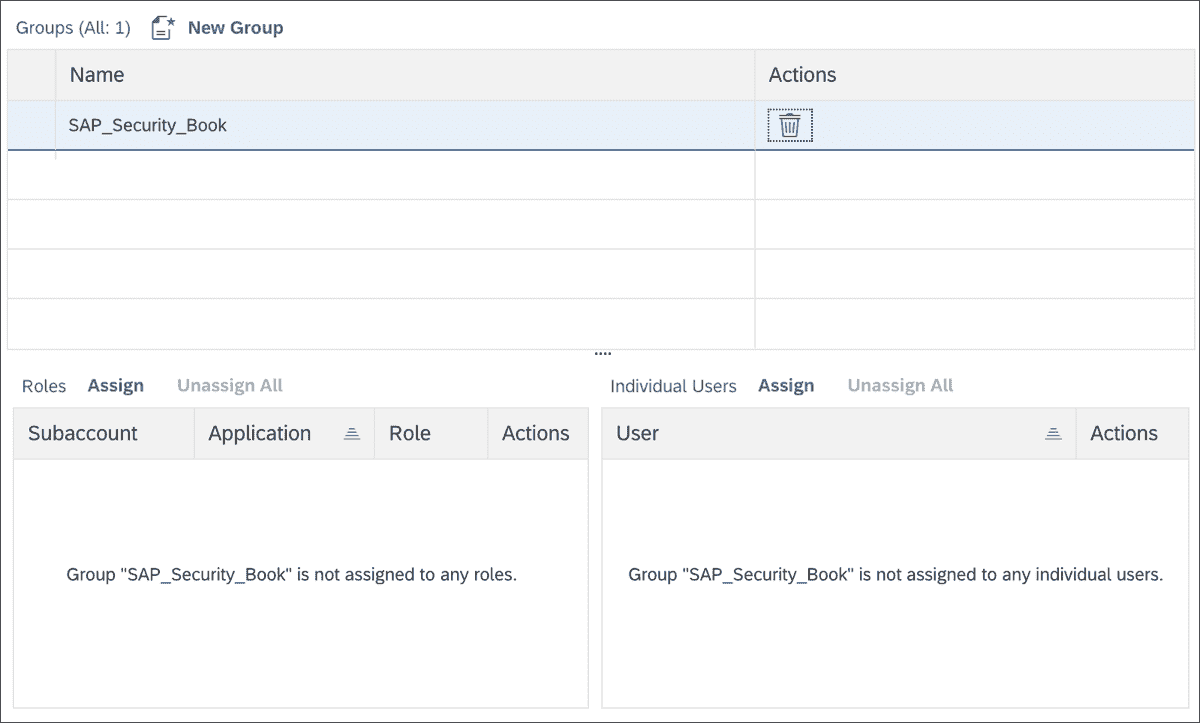 Groups (All: 1) New Group
Name Actions
SAP_Security_Book
Roles Assign Unassign All
Subaccount Application Role Actions
Group "SAP_Security_Book" is not assigned to any roles.
Individual Users Assign Unassign All
User Actions
Group "SAP_Security_Book" is not assigned to any individual users.